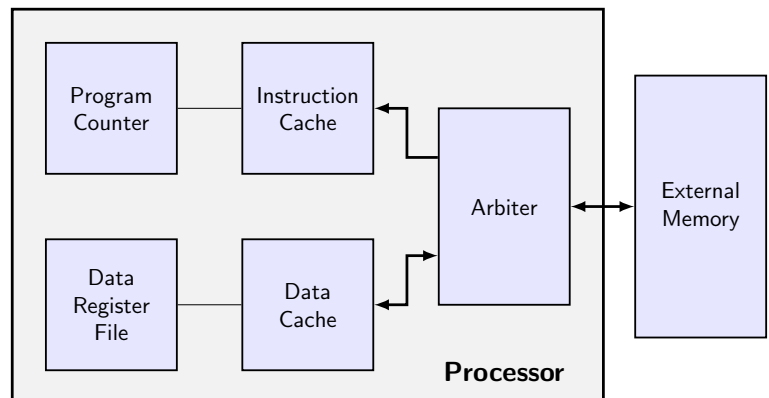 Program
Counter
Instruction
Cache
Arbiter
External
Memory
Data
Register
File
Data
Cache
Processor